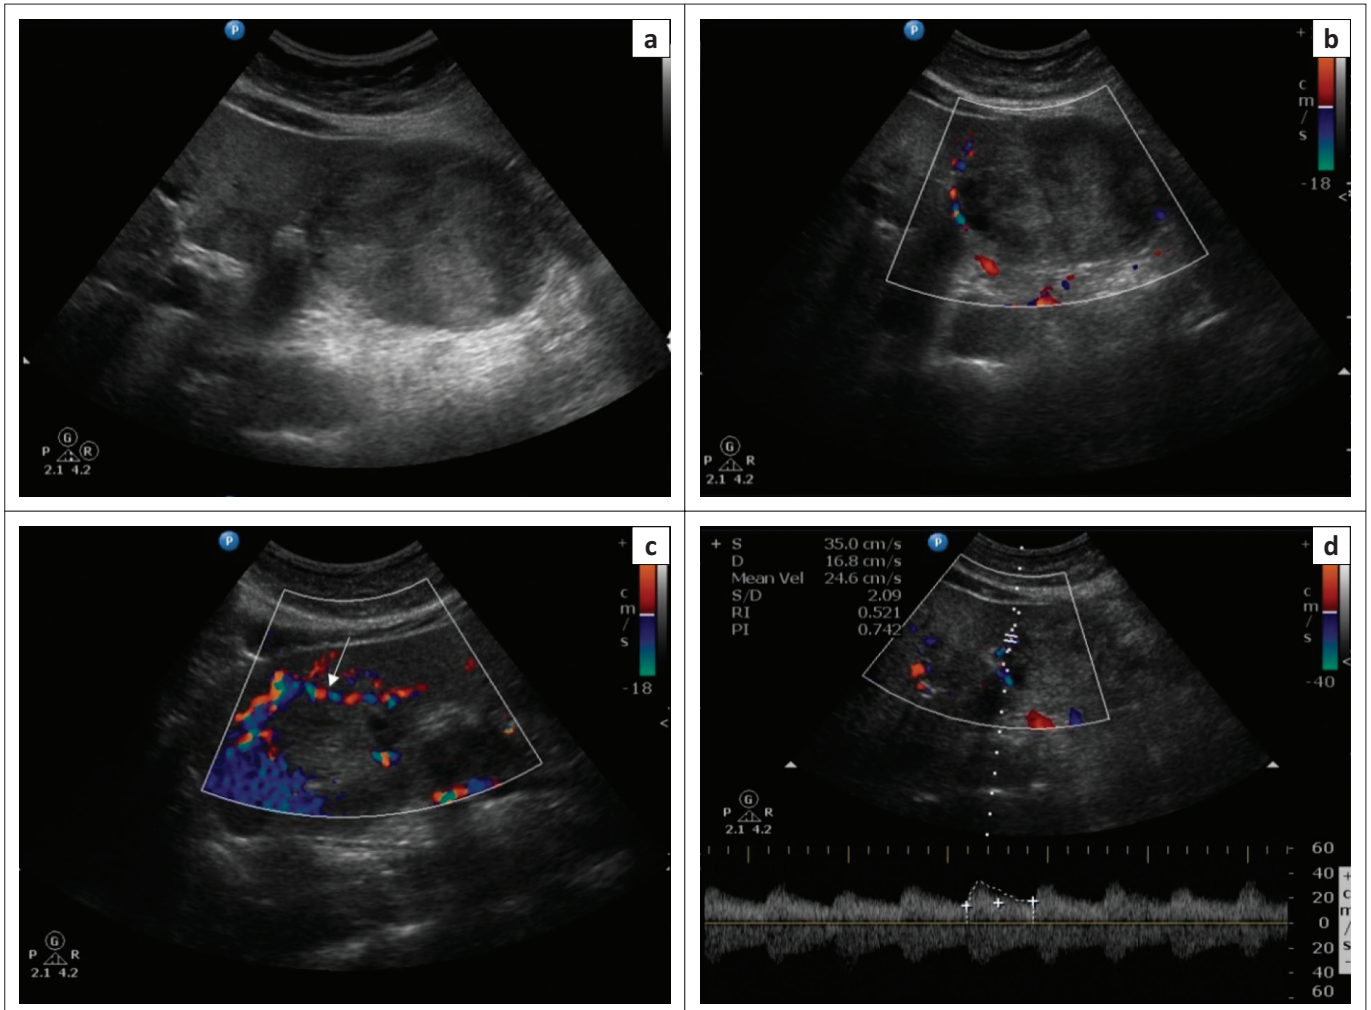 P
a
G
P R
2.1 4.2
P
b
+
c
m
/
s
-18
<
G
P R
2.1 4.2
P
c
+
c
m
/
s
-18
<
G
P R
2.1 4.2
+ S 35.0 cm/s
D 16.8 cm/s
Mean Vel 24.6 cm/s
S/D 2.09
RI 0.521
PI 0.742
P
d
+
c
m
/
s
-40
<
G
P R
2.1 4.2
60
40
20
0
20
40
60
+
c
m
/
s
-